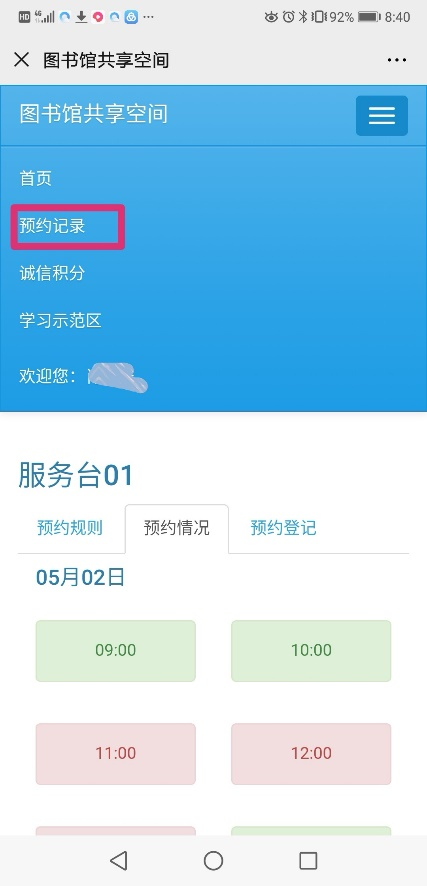 HD 4G 92% 8:40
图书馆共享空间
图书馆共享空间
首页
预约记录
诚信积分
学习示范区
欢迎您：
服务台01
预约规则 预约情况 预约登记
05月02日
09:00 10:00
11:00 12:00